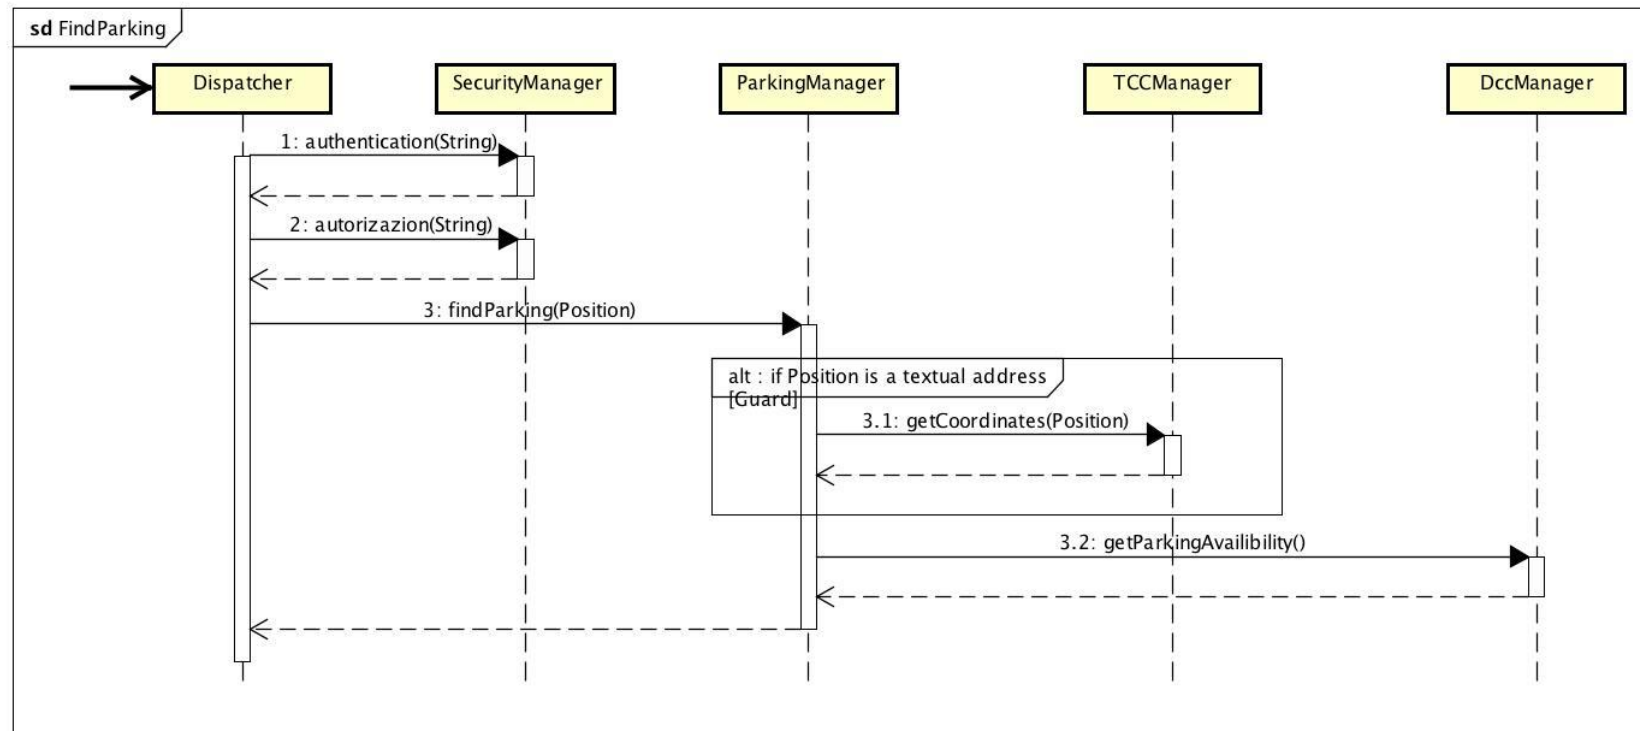 sd FindParking
Dispatcher
SecurityManager
ParkingManager
TCCManager
DccManager
1: authentication(String)
2: autorizazion(String)
3: findParking(Position)
alt : if Position is a textual address
[Guard]
3.1: getCoordinates(Position)
3.2: getParkingAvailibility()